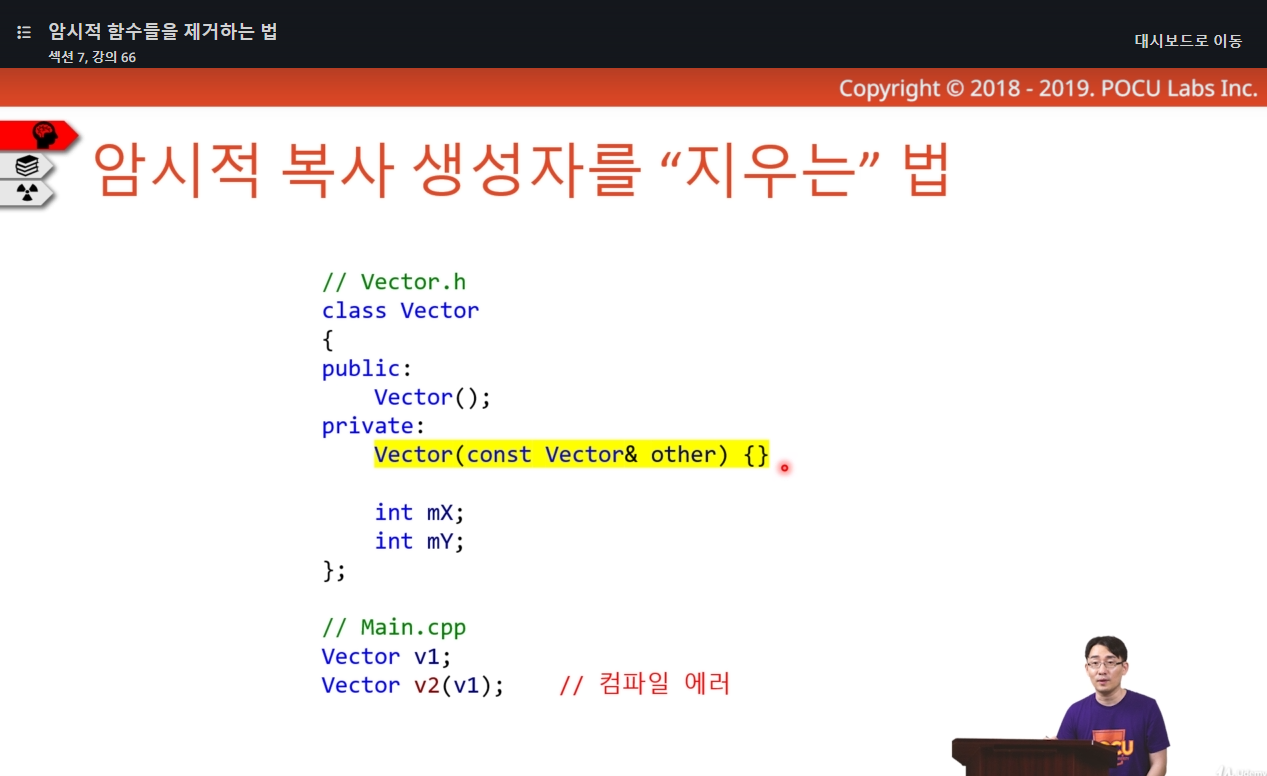 암시적 함수들을 제거하는 법
섹션 7, 강의 66
대시보드로 이동
Copyright © 2018 - 2019. POCU Labs Inc.
암시적 복사 생성자를 “지우는” 법
// Vector.h
class Vector
{
public:
    Vector();
private:
    Vector(const Vector& other) {}
    int mX;
    int mY;
};
// Main.cpp
Vector v1;
Vector v2(v1);    // 컴파일 에러
POCU